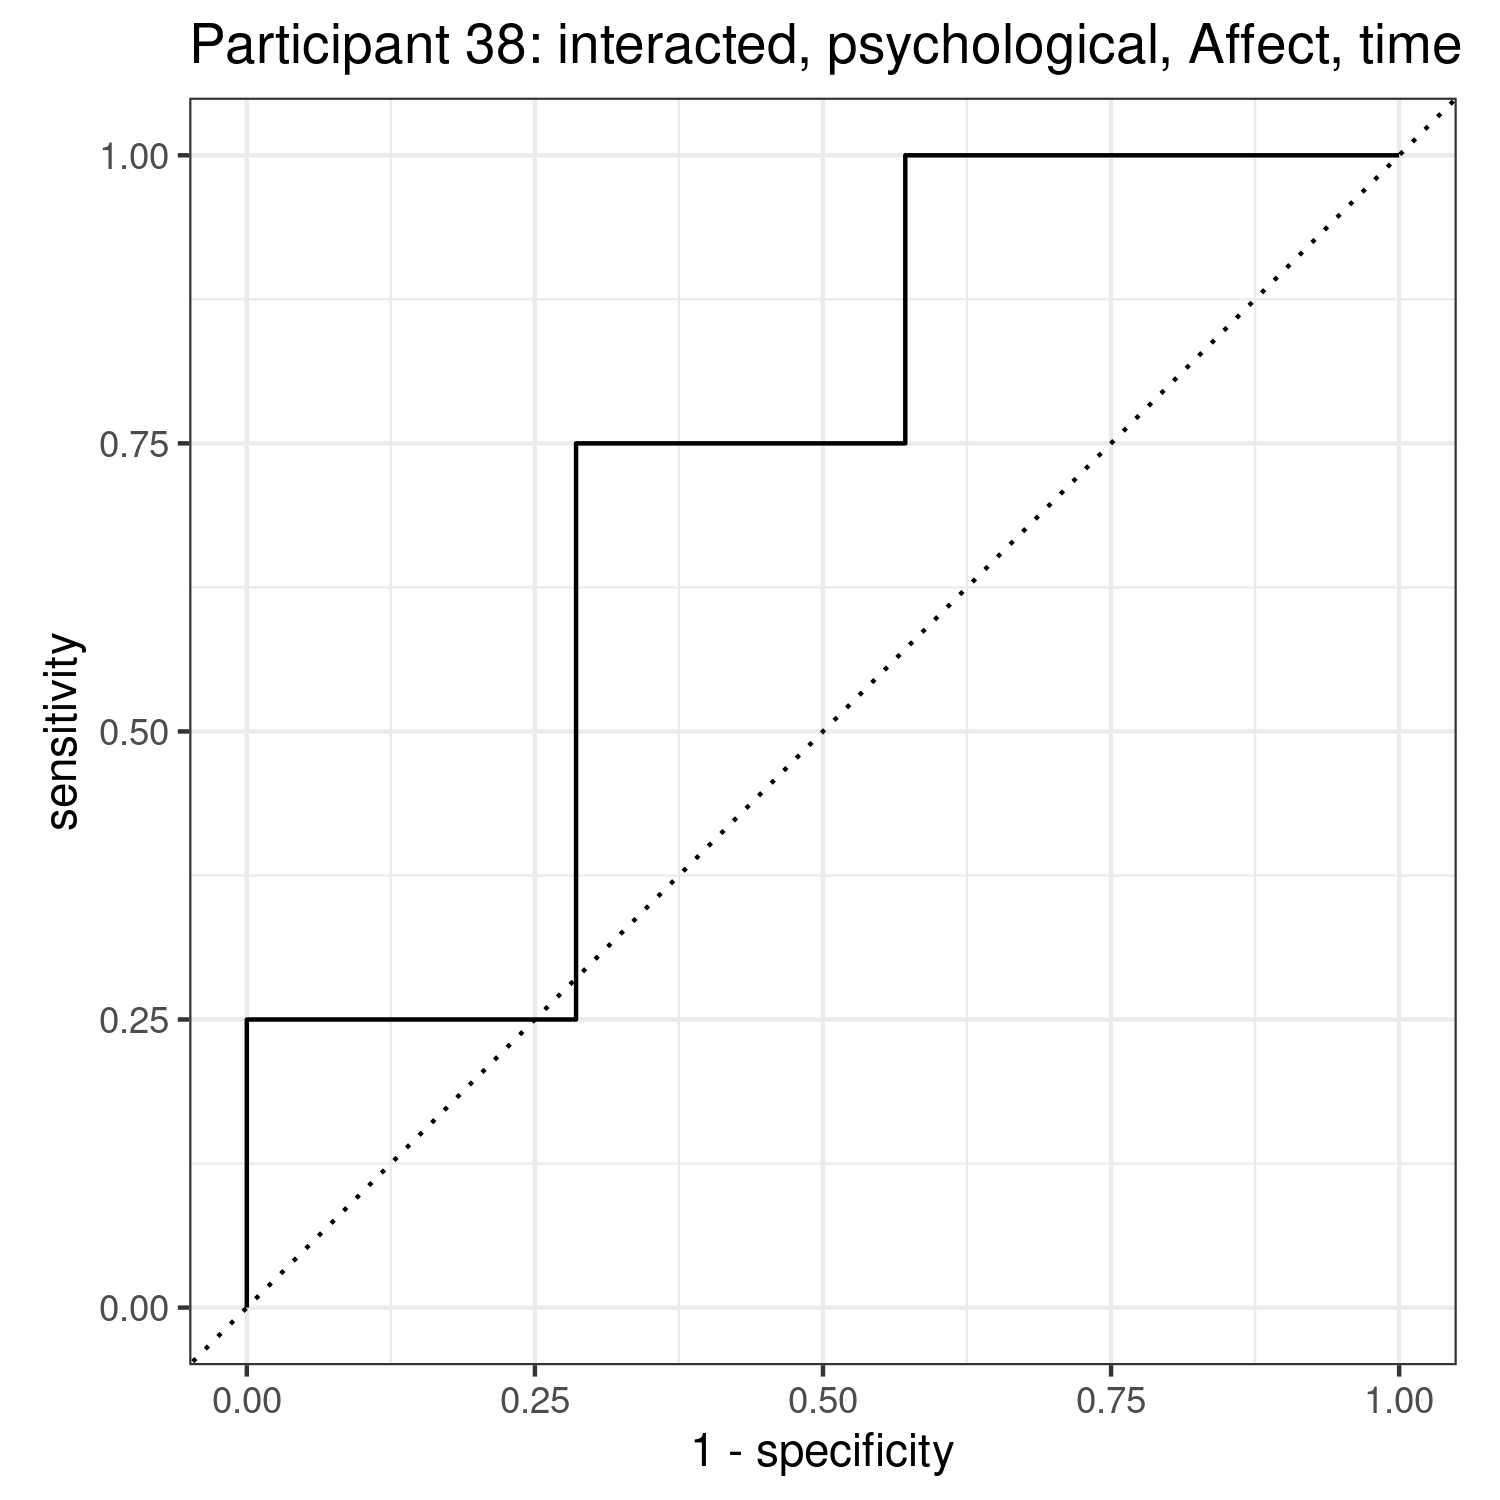 Participant 38: interacted, psychological, Affect, time
1.00
0.75
0.50
0.25
0.00
sensitivity
0.00 0.25 0.50 0.75 1.00
1 - specificity